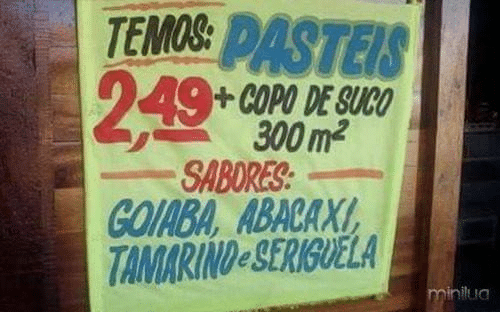 TEMOS: PASTEIS
2,49 + COPO DE SUCO
300 m²
SABORES:
GOIABA, ABACAXI,
TAMARINO e SERIGUELA
minilua